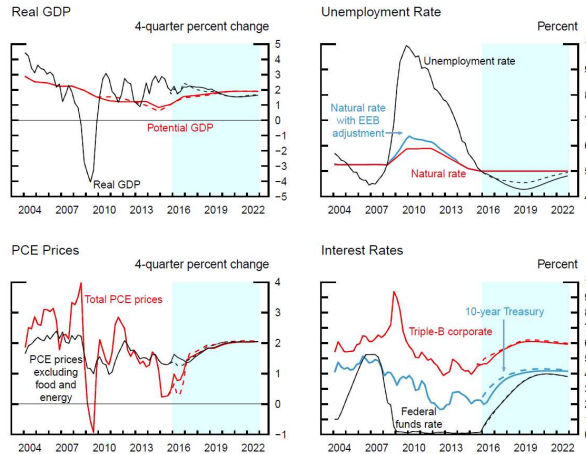 Real GDP
4-quarter percent change
5
4
3
2
1
0
-1
-2
-3
-4
-5
Potential GDP
Real GDP
2004 2007 2010 2013 2016 2019 2022
Unemployment Rate
Percent
Unemployment rate
Natural rate
with EEB
adjustment
Natural rate
2004 2007 2010 2013 2016 2019 2022
PCE Prices
4-quarter percent change
4
3
2
1
0
-1
Total PCE prices
PCE prices
excluding
food and
energy
2004 2007 2010 2013 2016 2019 2022
Interest Rates
Percent
10-year Treasury
Triple-B corporate
Federal
funds rate
2004 2007 2010 2013 2016 2019 2022